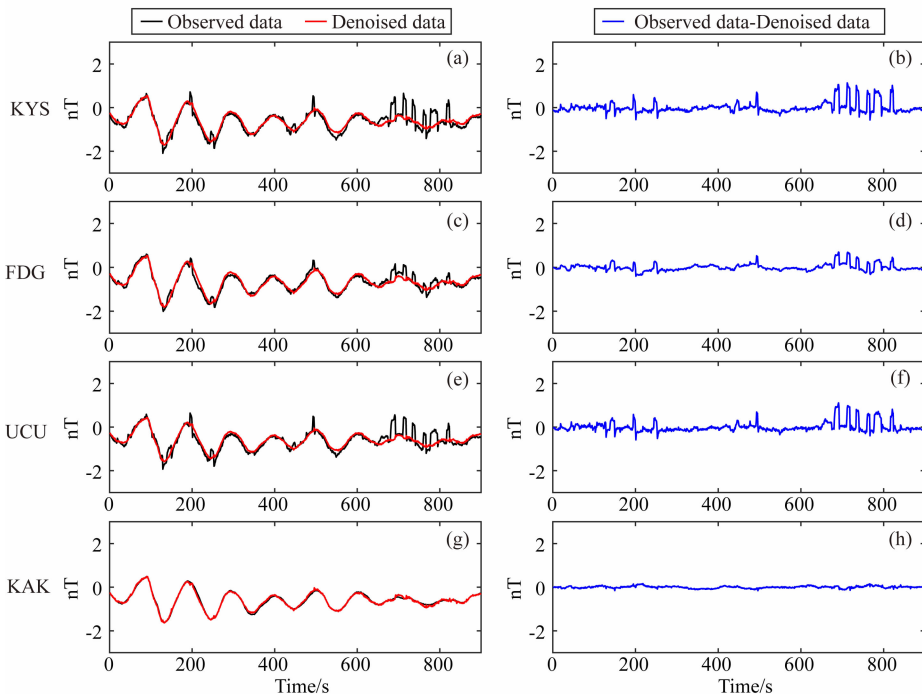 Observed data Denoised data
Observed data-Denoised data
KYS
nT
2
0
-2
(a)
0 200 400 600 800
nT
2
0
-2
(b)
0 200 400 600 800
FDG
nT
2
0
-2
(c)
0 200 400 600 800
nT
2
0
-2
(d)
0 200 400 600 800
UCU
nT
2
0
-2
(e)
0 200 400 600 800
nT
2
0
-2
(f)
0 200 400 600 800
KAK
nT
2
0
-2
(g)
0 200 400 600 800
Time/s
nT
2
0
-2
(h)
0 200 400 600 800
Time/s